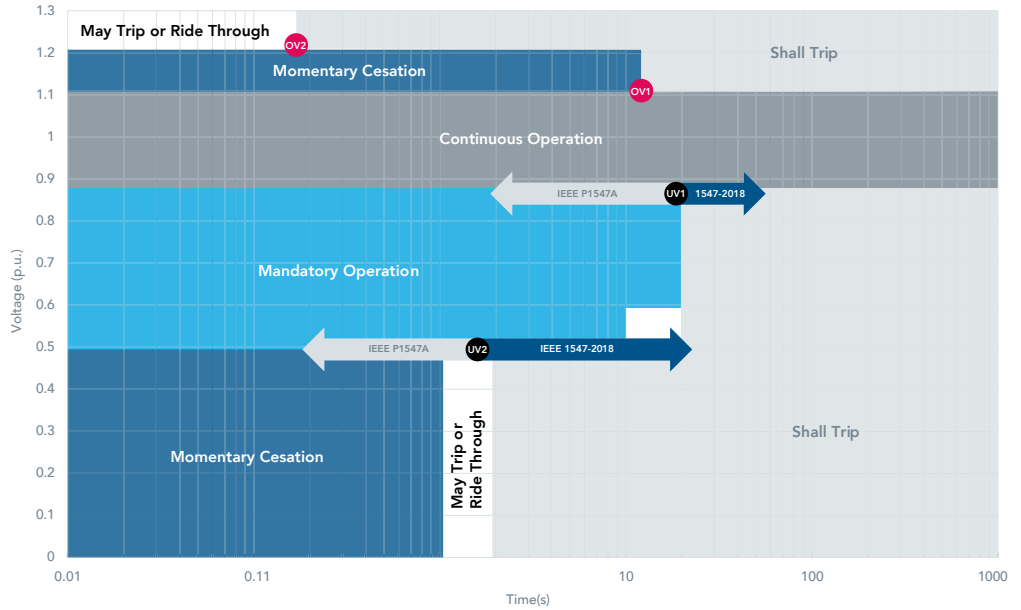 1.3
May Trip or Ride Through
OV2
Shall Trip
1.2
Momentary Cesation
OV1
1.1
Continuous Operation
1
0.9
IEEE P1547A
UV1
1547-2018
0.8
Mandatory Operation
0.7
0.6
Voltage (p.u.)
0.5
IEEE P1547A
UV2
IEEE 1547-2018
0.4
May Trip or
Ride Through
Shall Trip
0.3
Momentary Cesation
0.2
0.1
0
0.01
0.11
10
100
1000
Time(s)